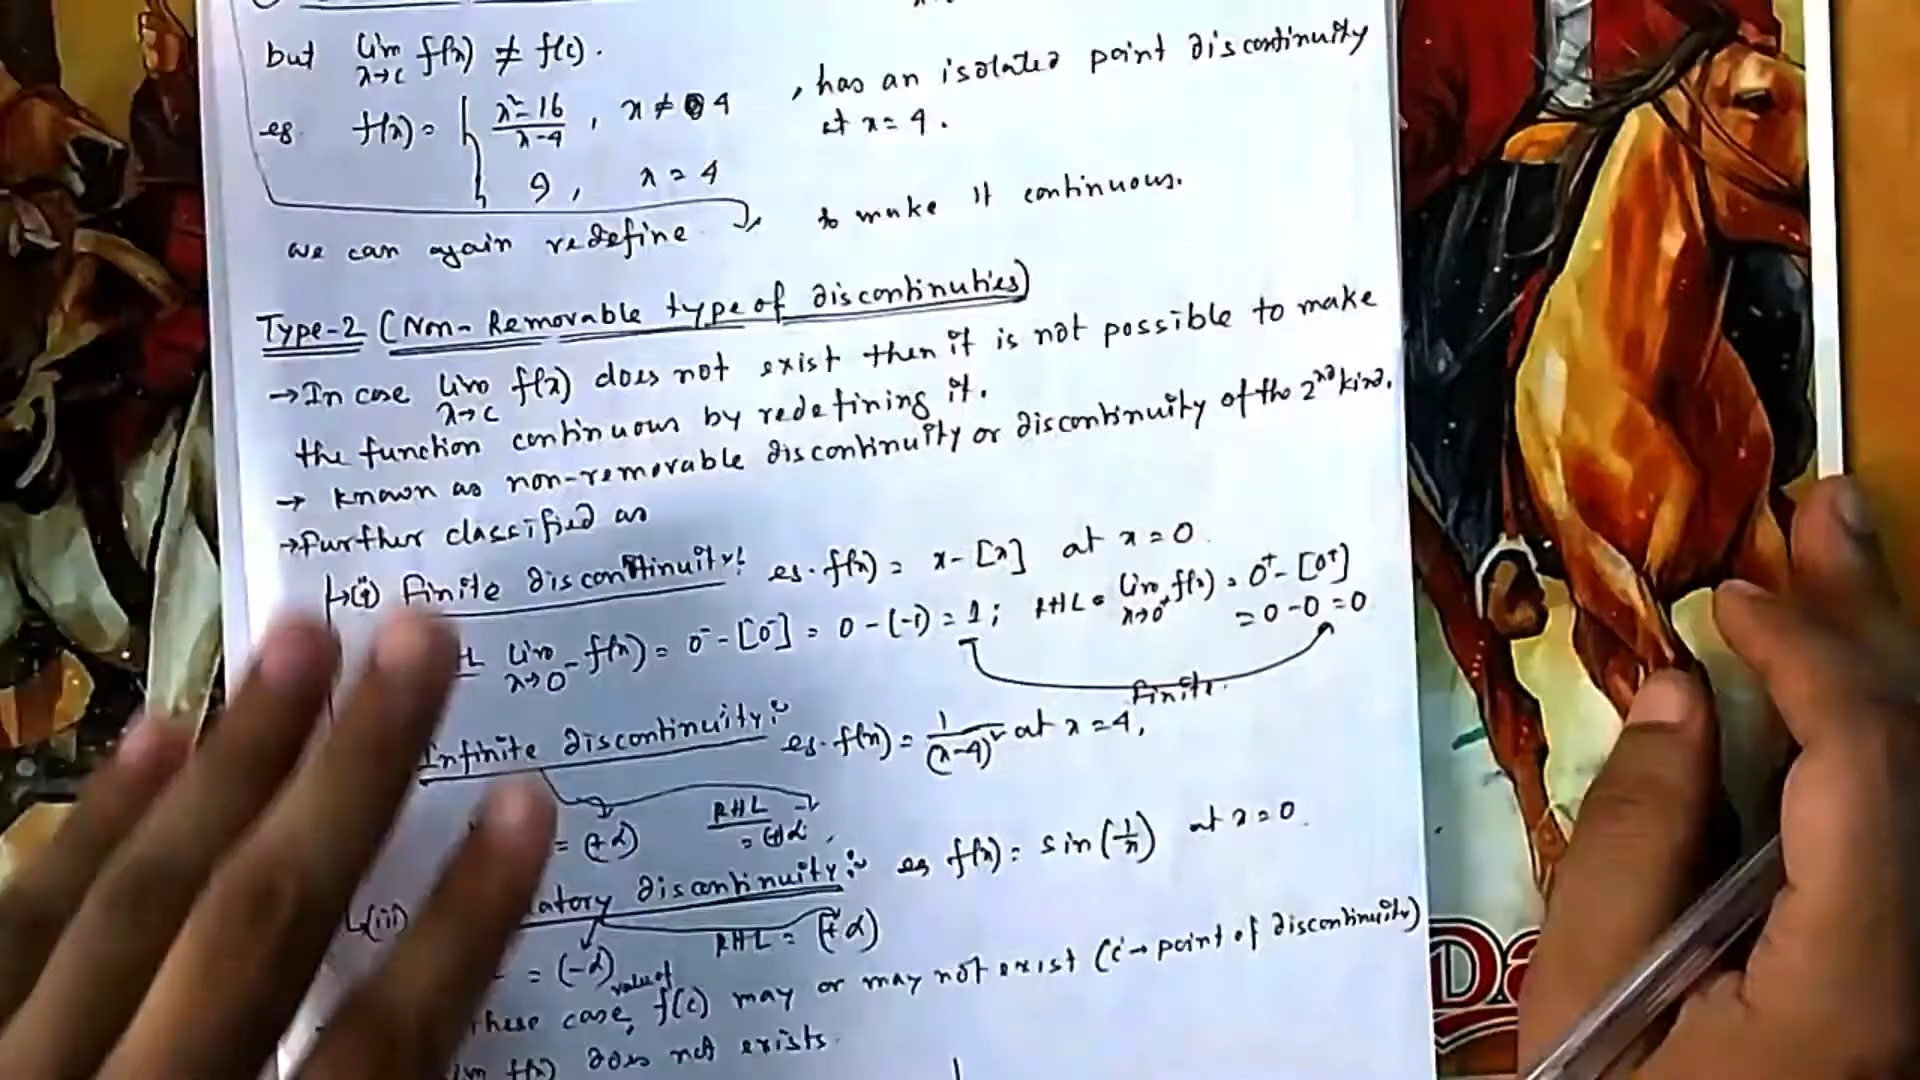 but lim x→c f(x) ≠ f(c).
eg. f(x) = { x²-16 / x-4 , x ≠ 4 , has an isolated point discontinuity
9 , x = 4 at x = 4.
we can again redefine to make it continuous.
Type-2 (Non-Removable type of discontinuties)
→ In case lim x→c f(x) does not exist then it is not possible to make
the function continuous by redefining it.
→ known as non-removable discontinuity or discontinuity of the 2nd kind.
→ Further classified as
(i) Finite discontinuity: eg. f(x) = x-[x] at x = 0.
lim x→0⁻ f(x) = 0⁻-[0⁻] = 0-(-1) = 1; RHL = lim x→0⁺ f(x) = 0⁺-[0⁺]
= 0-0 = 0
finite.
Infinite discontinuity: eg. f(x) = 1/(x-4)² at x = 4,
= (+∝) RHL = (+)∝.
(iii) latory discontinuity: eg f(x) = sin(1/x) at x = 0.
= (-∝) RHL = (+∝)
these case, value of f(c) may or may not exist (c → point of discontinuity)
lim f(x) does not exists.
Da